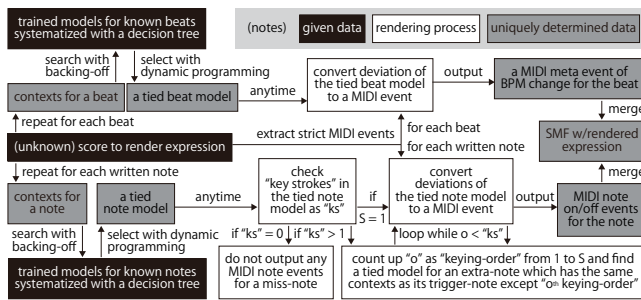 trained models for known beats
systematized with a decision tree
(notes)
given data
rendering process
uniquely determined data
search with
backing-off
select with
dynamic programming
contexts for a beat
a tied beat model
anytime
convert deviation of
the tied beat model
to a MIDI event
output
a MIDI meta event of
BPM change for the beat
repeat for each beat
merge
(unknown) score to render expression
extract strict MIDI events
for each beat
for each written note
SMF w/rendered
expression
repeat for each written note
merge
contexts for
a note
a tied
note model
anytime
check
"key strokes" in
the tied note
model as "ks"
if
S = 1
convert
deviations of
the tied note model
to a MIDI event
output
MIDI note
on/off events
for the note
search with
backing-off
select with dynamic
programming
if "ks" = 0
if "ks" > 1
loop while o < "ks"
trained models for known notes
systematized with a decision tree
do not output any
MIDI note events
for a miss-note
count up "o" as "keying-order" from 1 to S and find
a tied model for an extra-note which has the same
contexts as its trigger-note except "oth keying-order"